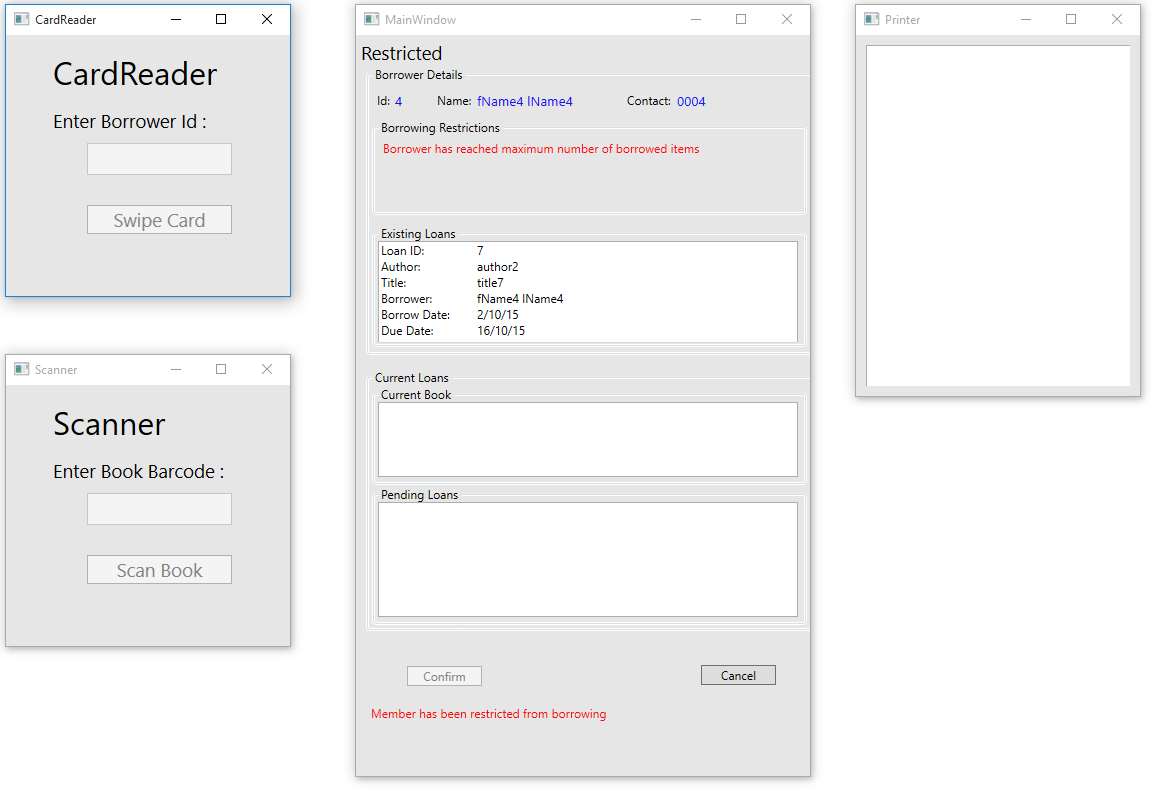 CardReader
CardReader
Enter Borrower Id :
Swipe Card
Scanner
Scanner
Enter Book Barcode :
Scan Book
MainWindow
Restricted
Borrower Details
Id: 4 Name: fName4 lName4 Contact: 0004
Borrowing Restrictions
Borrower has reached maximum number of borrowed items
Existing Loans
Loan ID: 7
Author: author2
Title: title7
Borrower: fName4 lName4
Borrow Date: 2/10/15
Due Date: 16/10/15
Current Loans
Current Book
Pending Loans
Confirm Cancel
Member has been restricted from borrowing
Printer